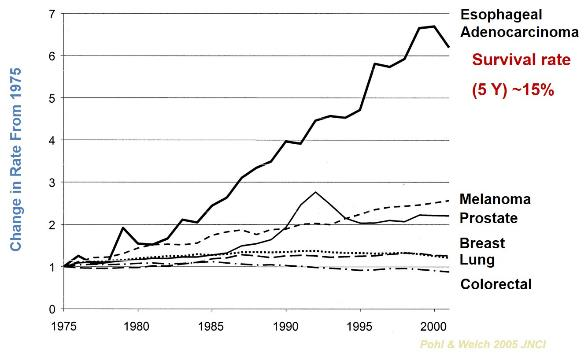 7
6
5
4
3
2
1
0
Change in Rate From 1975
1975
1980
1985
1990
1995
2000
Esophageal
Adenocarcinoma
Survival rate
(5 Y) ~15%
Melanoma
Prostate
Breast
Lung
Colorectal
Pohl & Welch 2005 JNCI